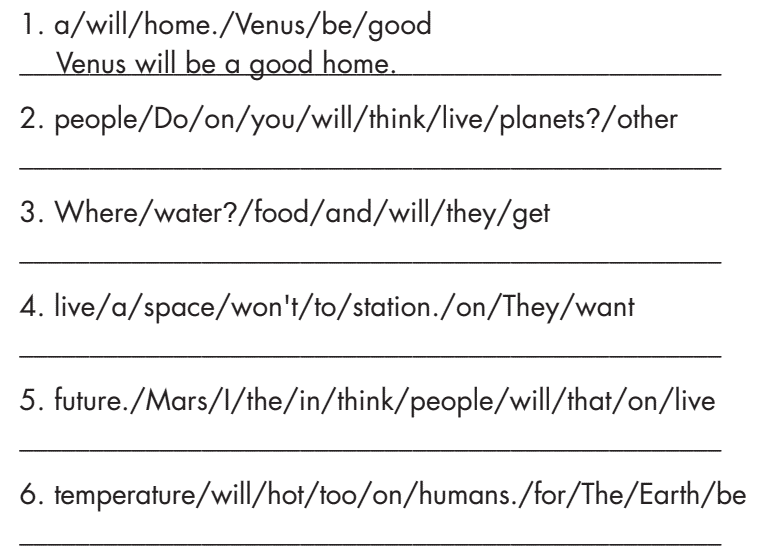 1. a/will/home./Venus/be/good
Venus will be a good home.
2. people/Do/on/you/will/think/live/planets?/other
3. Where/water?/food/and/will/they/get
4. live/a/space/won't/to/station./on/They/want
5. future./Mars/I/the/in/think/people/will/that/on/live
6. temperature/will/hot/too/on/humans./for/The/Earth/be